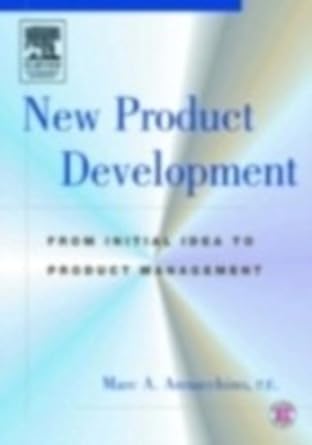 New Product
Development
FROM INITIAL IDEA TO
PRODUCT MANAGEMENT
Marc A. Annacchino, P.E.